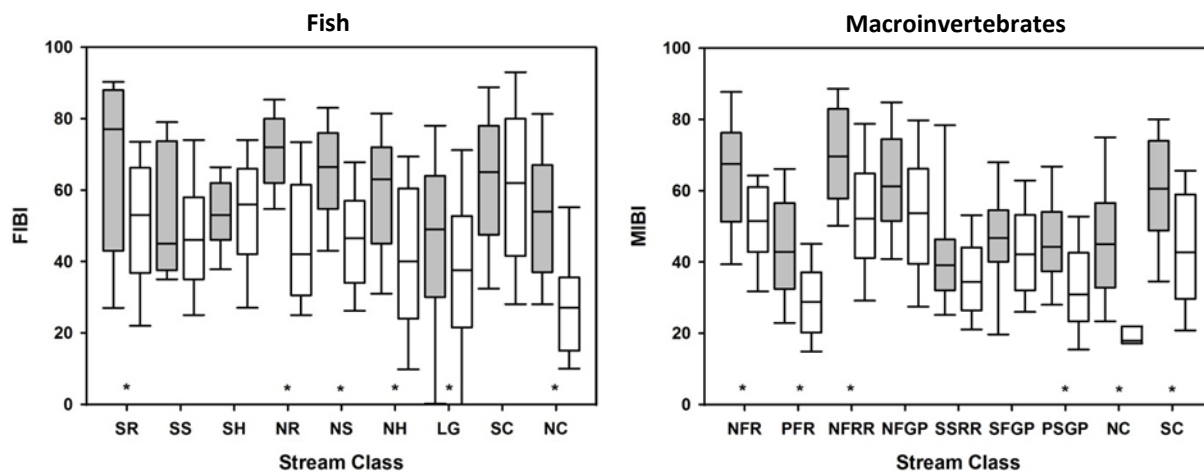 Fish
100
80
60
40
20
0
FIBI
* * * * * *
SR SS SH NR NS NH LG SC NC
Stream Class
Macroinvertebrates
100
80
60
40
20
0
MIBI
* * * * * *
NFR PFR NFRR NFGP SSRR SFGP PSGP NC SC
Stream Class